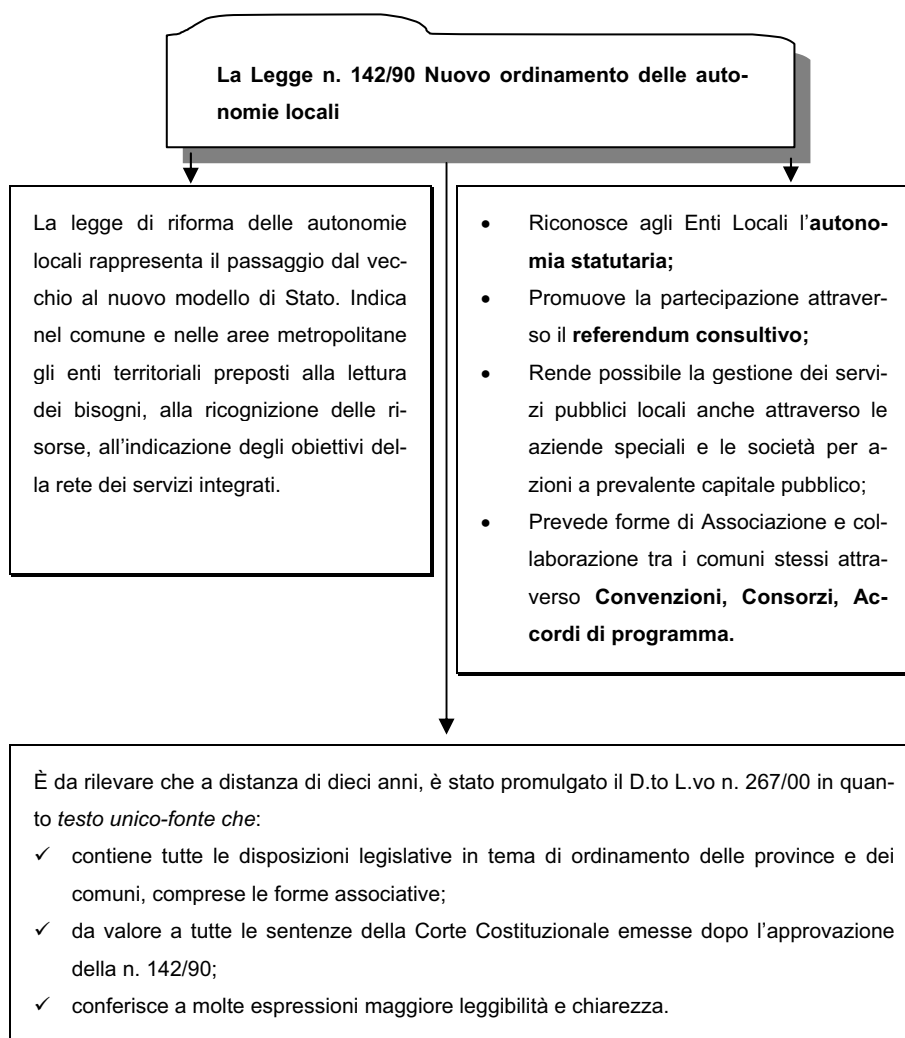 La Legge n. 142/90 Nuovo ordinamento delle auto-
nomie locali
La legge di riforma delle autonomie
locali rappresenta il passaggio dal vec-
chio al nuovo modello di Stato. Indica
nel comune e nelle aree metropolitane
gli enti territoriali preposti alla lettura
dei bisogni, alla ricognizione delle ri-
sorse, all'indicazione degli obiettivi del-
la rete dei servizi integrati.
• Riconosce agli Enti Locali l'autono-
mia statutaria;
• Promuove la partecipazione attraver-
so il referendum consultivo;
• Rende possibile la gestione dei servi-
zi pubblici locali anche attraverso le
aziende speciali e le società per a-
zioni a prevalente capitale pubblico;
• Prevede forme di Associazione e col-
laborazione tra i comuni stessi attra-
verso Convenzioni, Consorzi, Ac-
cordi di programma.
È da rilevare che a distanza di dieci anni, è stato promulgato il D.to L.vo n. 267/00 in quan-
to testo unico-fonte che:
✓ contiene tutte le disposizioni legislative in tema di ordinamento delle province e dei
comuni, comprese le forme associative;
✓ da valore a tutte le sentenze della Corte Costituzionale emesse dopo l'approvazione
della n. 142/90;
✓ conferisce a molte espressioni maggiore leggibilità e chiarezza.